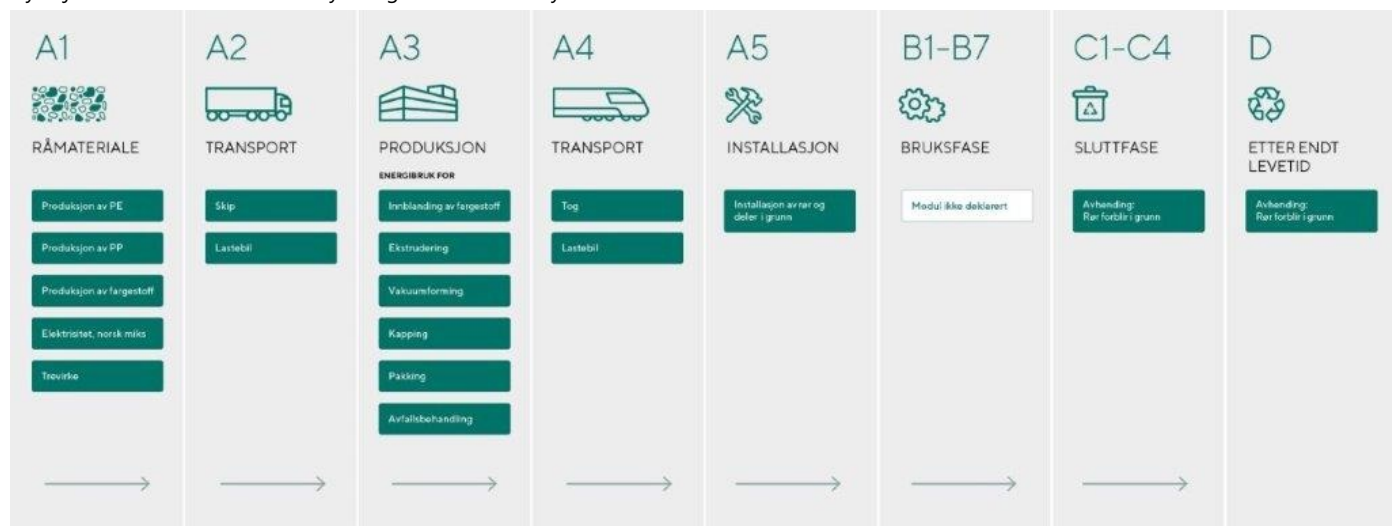 A1
RÅMATERIALE
Produksjon av PE
Produksjon av PP
Produksjon av fargestoff
Elektrisitet, norsk miks
Trevirke
A2
TRANSPORT
Skip
Lastebil
A3
PRODUKSJON
ENERGIBRUK FOR
Innblanding av fargestoff
Ekstrudering
Vakuumforming
Kapping
Pakking
Avfallsbehandling
A4
TRANSPORT
Tog
Lastebil
A5
INSTALLASJON
Installasjon av rør og
deler i grunn
B1-B7
BRUKSFASE
Modul ikke deklarert
C1-C4
SLUTTFASE
Avhending:
Rør forblir i grunn
D
ETTER ENDT
LEVETID
Avhending:
Rør forblir i grunn